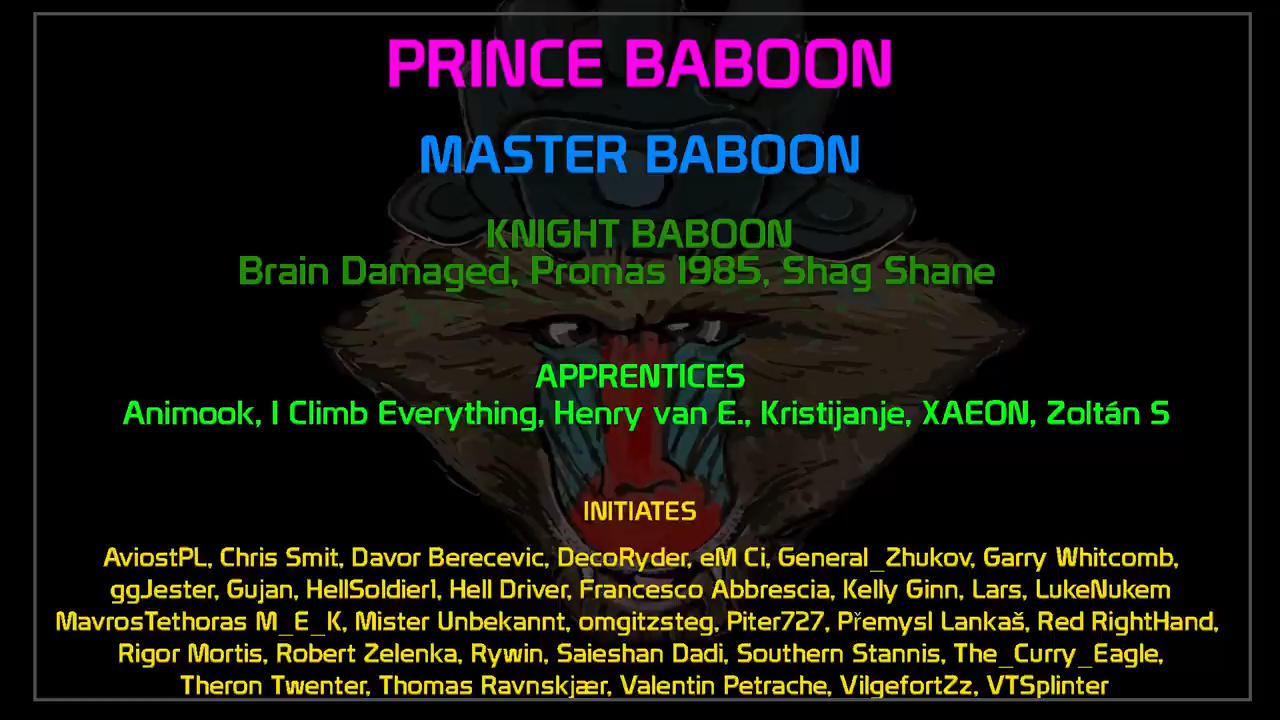 PRINCE BABOON
MASTER BABOON
KNIGHT BABOON
Brain Damaged, Promas 1985, Shag Shane
APPRENTICES
Animook, I Climb Everything, Henry van E., Kristijanje, XAEON, Zoltán S
INITIATES
AviostPL, Chris Smit, Davor Berecevic, DecoRyder, eM Ci, General_Zhukov, Garry Whitcomb,
ggJester, Gujan, HellSoldier1, Hell Driver, Francesco Abbrescia, Kelly Ginn, Lars, LukeNukem
MavrosTethoras M_E_K, Mister Unbekannt, omgitzsteg, Piter727, Přemysl Lankaš, Red RightHand,
Rigor Mortis, Robert Zelenka, Rywin, Saieshan Dadi, Southern Stannis, The_Curry_Eagle,
Theron Twenter, Thomas Ravnskjær, Valentin Petrache, VilgefortZz, VTSplinter